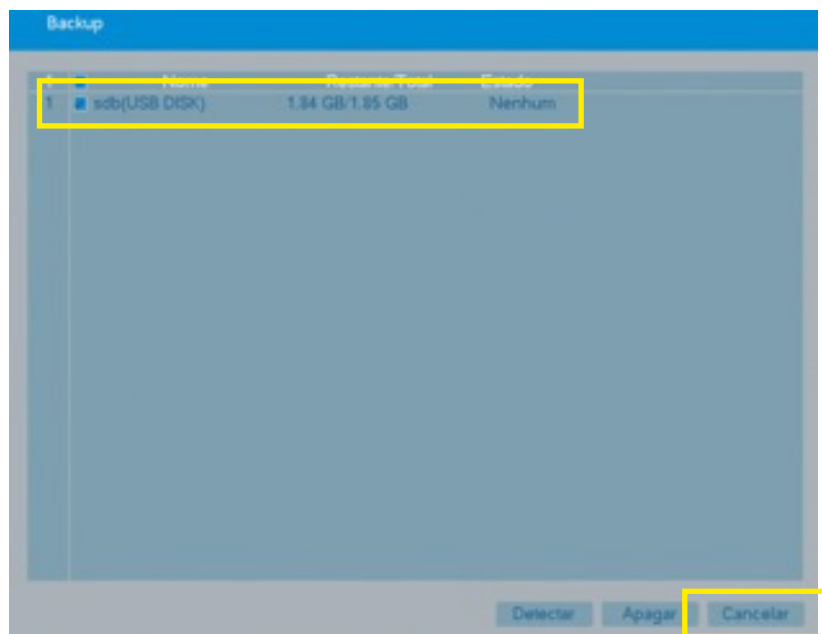 Backup
1 Nome Restante/Total Estado
1 sdb(USB DISK) 1.84 GB/1.85 GB Nenhum
Detectar Apagar Cancelar